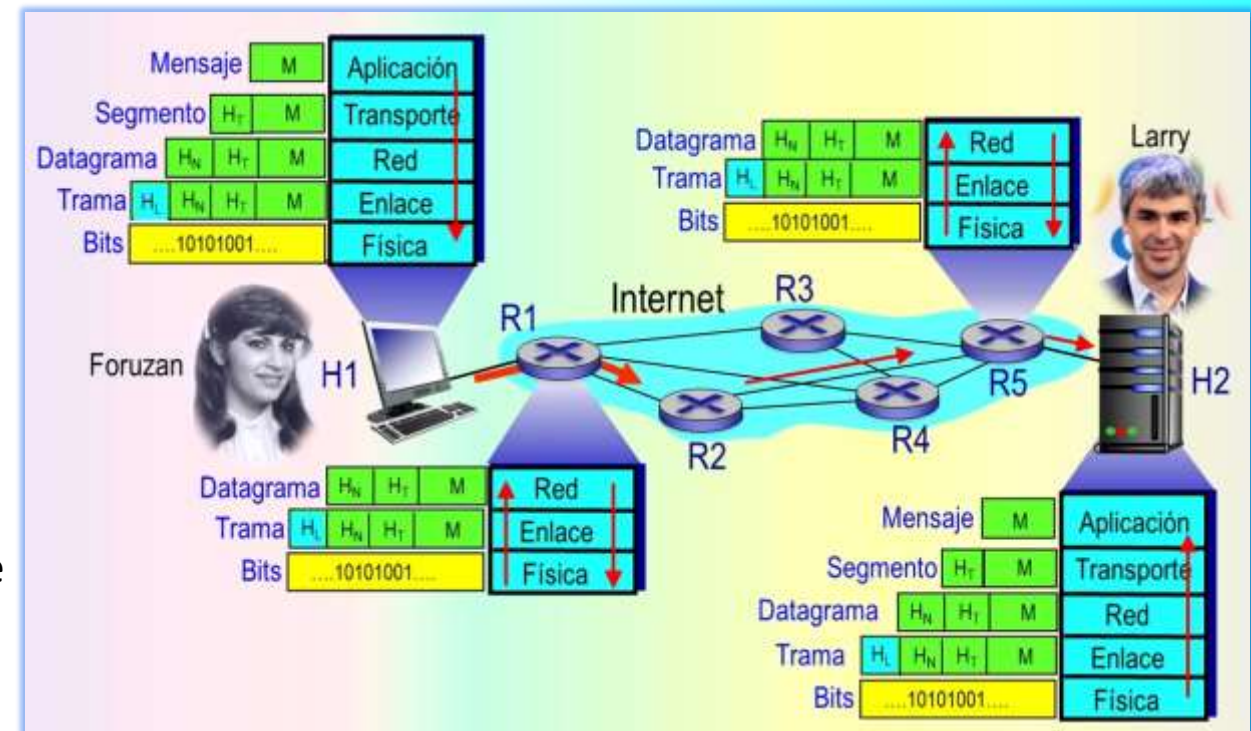 Mensaje M Aplicación
Segmento HT M Transporte
Datagrama HN HT M Red
Trama HL HN HT M Enlace
Bits ....10101001.... Física
Datagrama HN HT M Red
Trama HL HN HT M Enlace
Bits ....10101001.... Física
Larry
Foruzan
H1
R1
Internet
R3
R2
R4
R5
H2
Datagrama HN HT M Red
Trama HL HN HT M Enlace
Bits ....10101001.... Física
e
Mensaje M Aplicación
Segmento HT M Transporte
Datagrama HN HT M Red
Trama HL HN HT M Enlace
Bits ....10101001.... Física